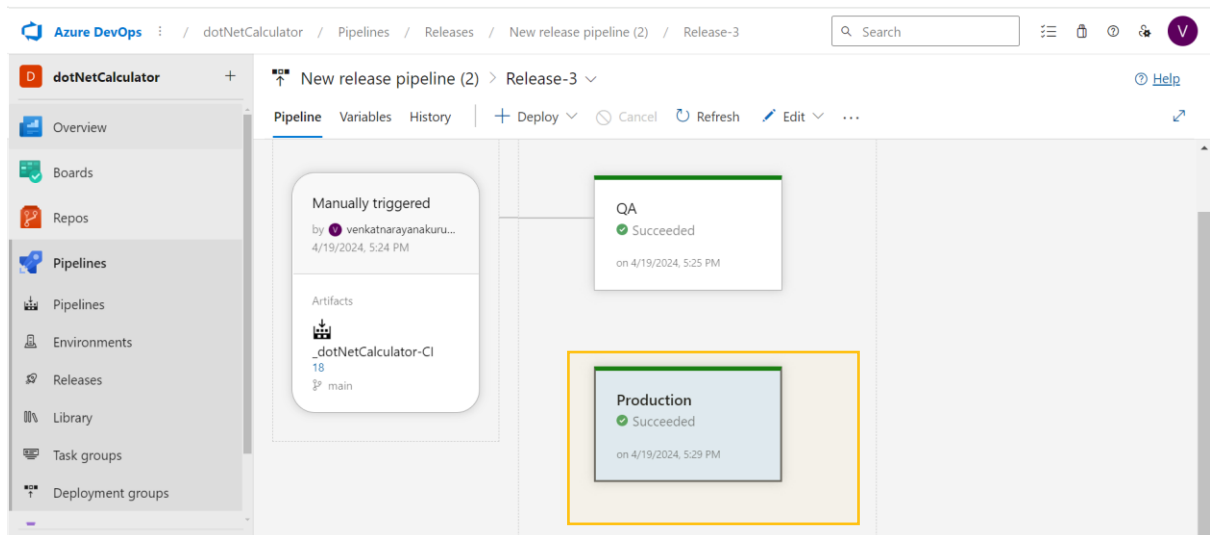 Azure DevOps / dotNetCalculator / Pipelines / Releases / New release pipeline (2) / Release-3
Search
V
D dotNetCalculator +
New release pipeline (2) > Release-3
Help
Pipeline Variables History + Deploy Cancel Refresh Edit ...
Overview
Boards
Repos
Pipelines
Pipelines
Environments
Releases
Library
Task groups
Deployment groups
Manually triggered
by V venkatnarayanakuru...
4/19/2024, 5:24 PM
Artifacts
_dotNetCalculator-CI
18
main
QA
Succeeded
on 4/19/2024, 5:25 PM
Production
Succeeded
on 4/19/2024, 5:29 PM